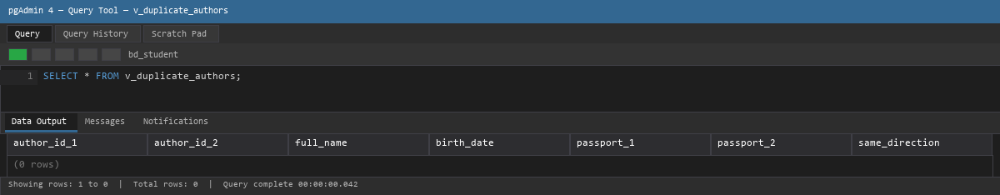 pgAdmin 4 — Query Tool — v_duplicate_authors
Query Query History Scratch Pad
bd_student
1 SELECT * FROM v_duplicate_authors;
Data Output Messages Notifications
author_id_1 author_id_2 full_name birth_date passport_1 passport_2 same_direction
(0 rows)
Showing rows: 1 to 0 | Total rows: 0 | Query complete 00:00:00.042